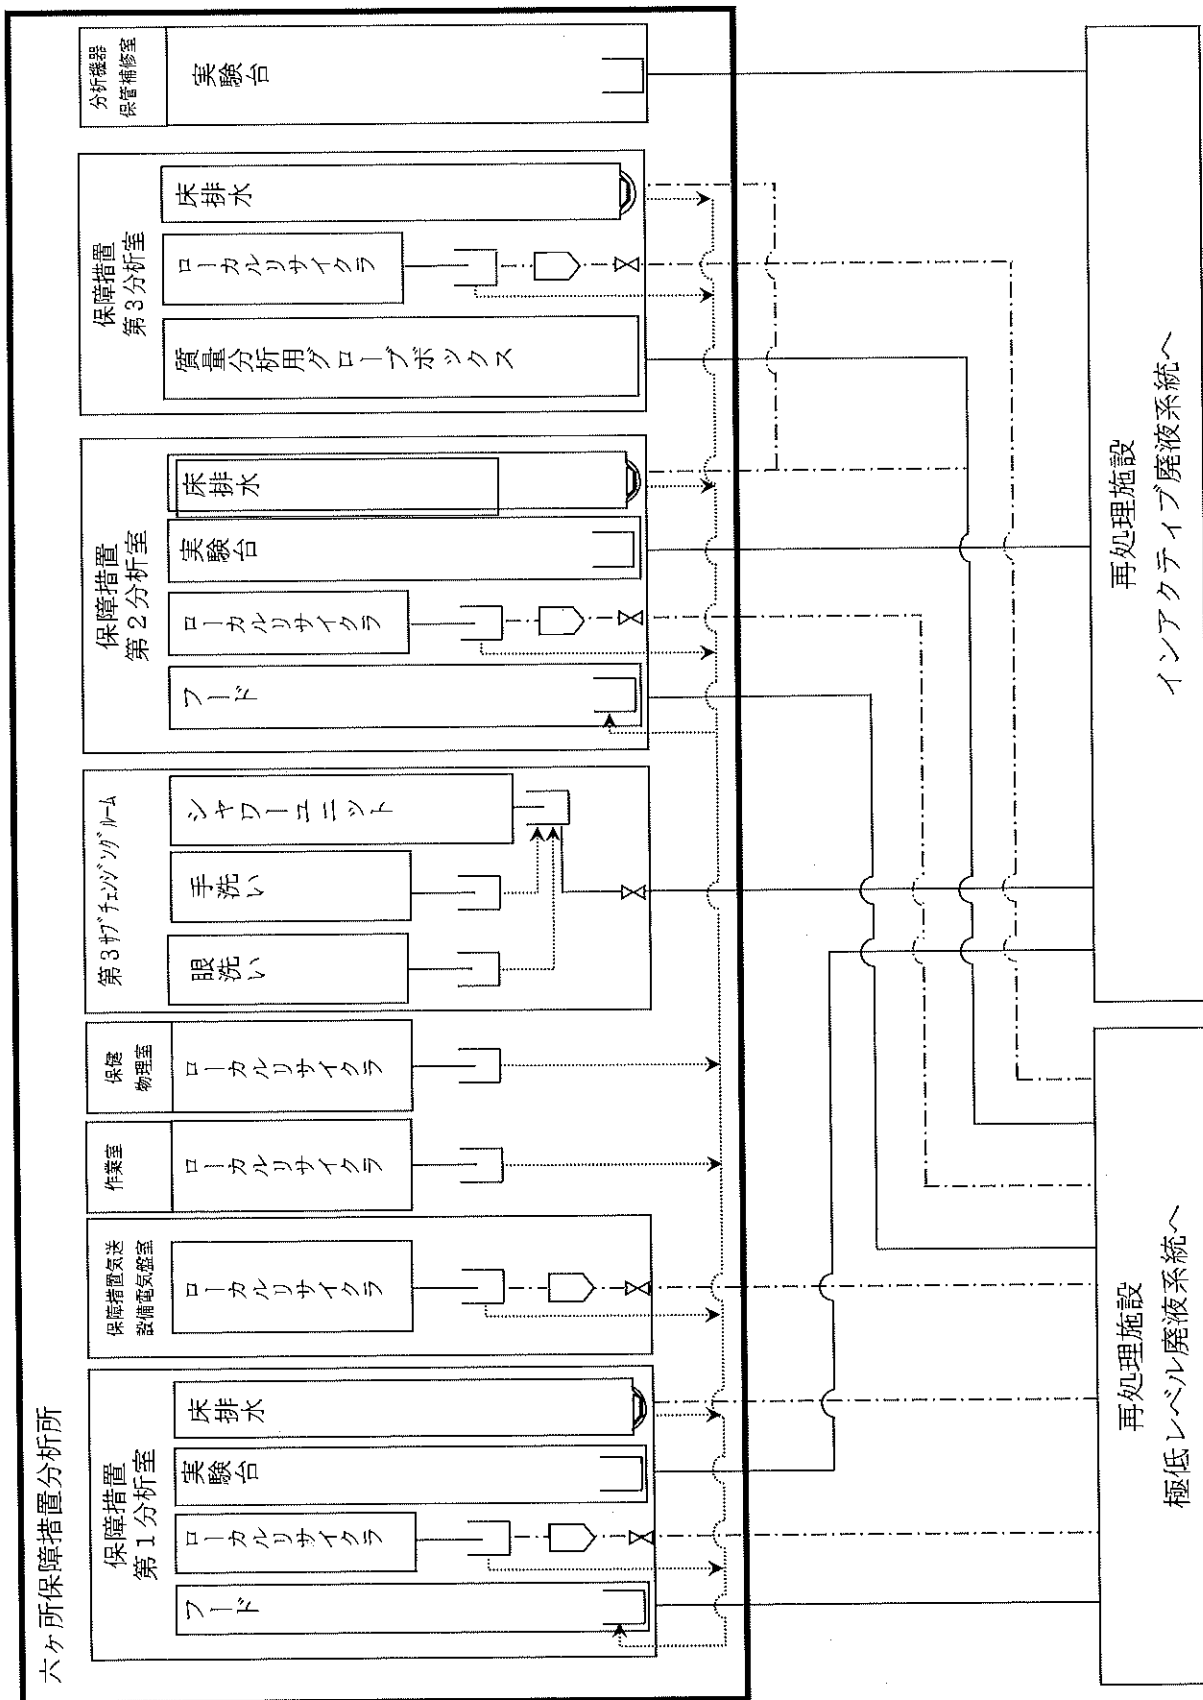 六ヶ所保障措置分析所
保障措置
第1分析室
フード
ローカルリサイクラ
実験台
床排水
保障措置気送
設備電気盤室
ローカルリサイクラ
作業室
ローカルリサイクラ
保健
物理室
ローカルリサイクラ
第3サブチェンジングルーム
眼洗い
手洗い
シャワーユニット
保障措置
第2分析室
フード
ローカルリサイクラ
実験台
床排水
保障措置
第3分析室
質量分析用グローブボックス
ローカルリサイクラ
床排水
分析機器
保管補修室
実験台
再処理施設
極低レベル廃液系統へ
再処理施設
インアクティブ廃液系統へ